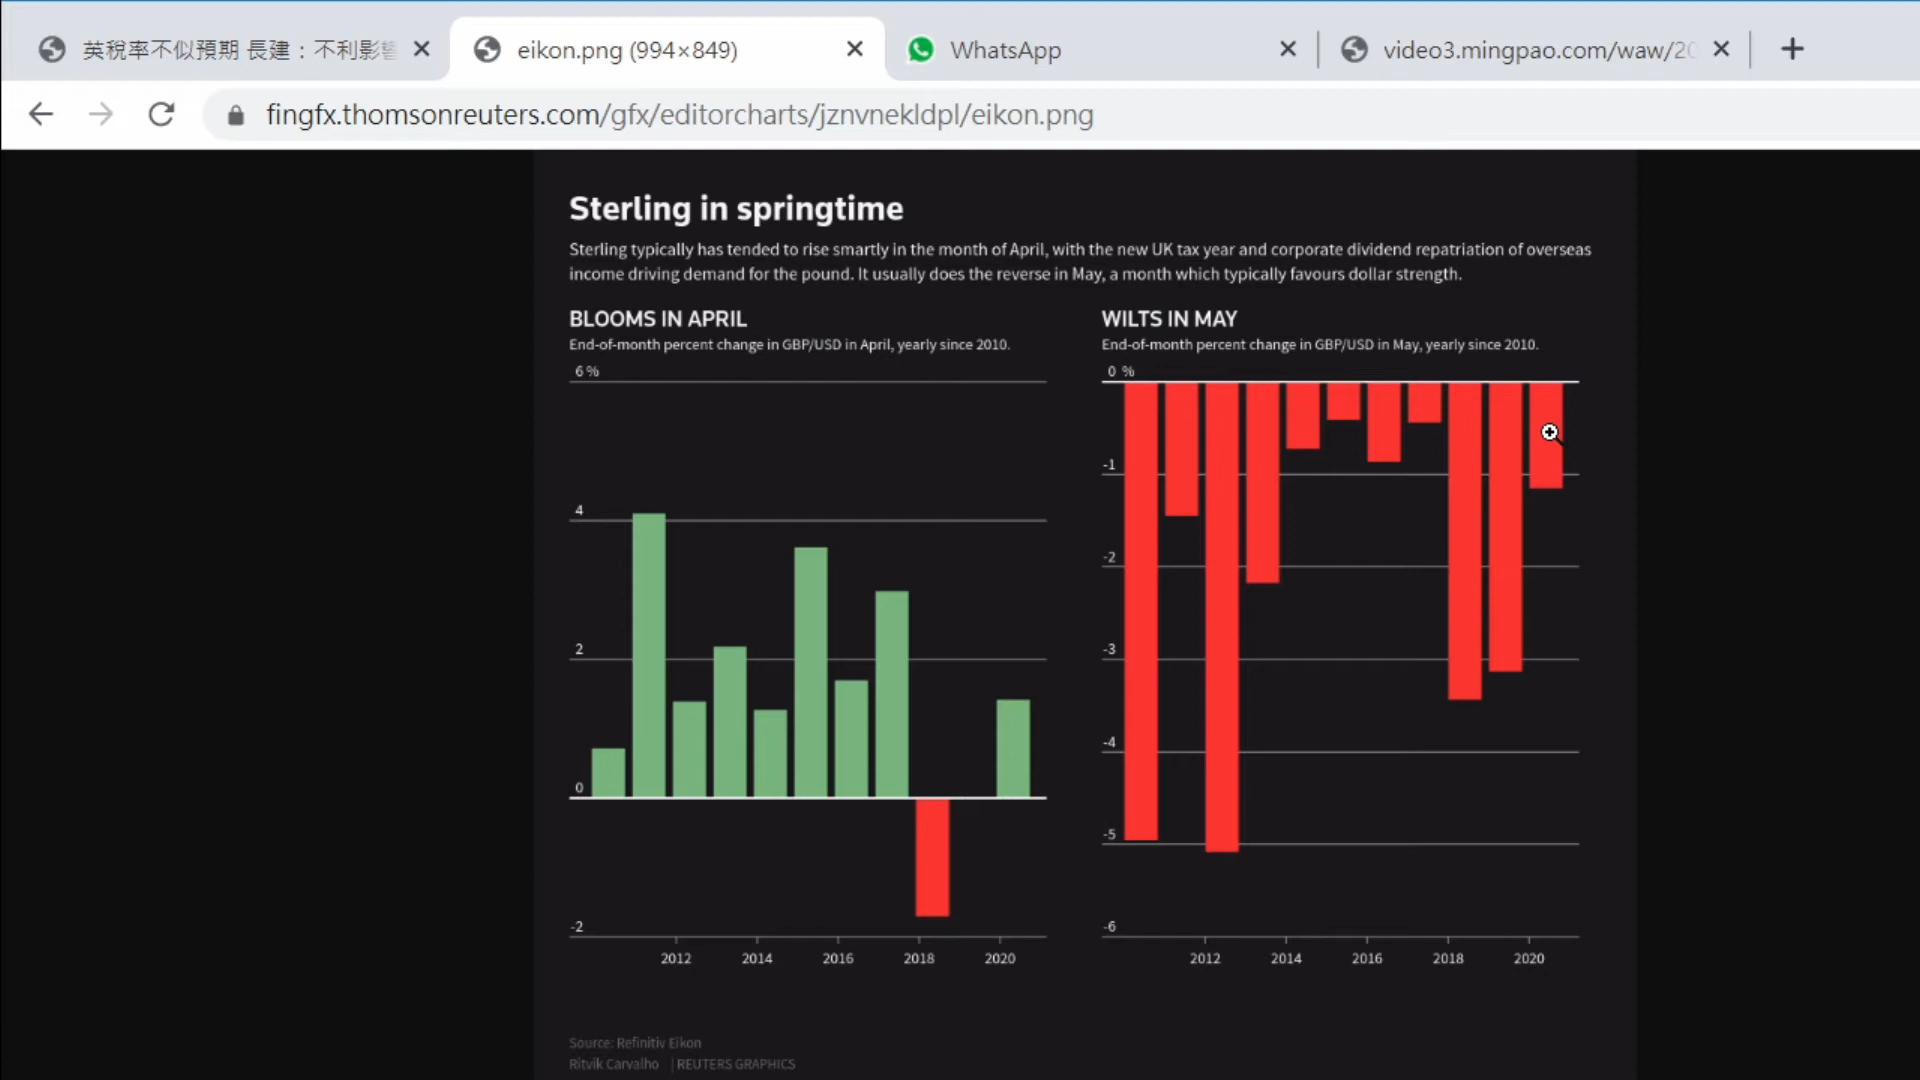 英稅率不似預期 長建：不利影
eikon.png (994×849)
WhatsApp
video3.mingpao.com/waw/20
fingfx.thomsonreuters.com/gfx/editorcharts/jznvnekldpl/eikon.png
Sterling in springtime
Sterling typically has tended to rise smartly in the month of April, with the new UK tax year and corporate dividend repatriation of overseas
income driving demand for the pound. It usually does the reverse in May, a month which typically favours dollar strength.
BLOOMS IN APRIL
End-of-month percent change in GBP/USD in April, yearly since 2010.
6 %
4
2
0
-2
2012 2014 2016 2018 2020
WILTS IN MAY
End-of-month percent change in GBP/USD in May, yearly since 2010.
0 %
-1
-2
-3
-4
-5
-6
2012 2014 2016 2018 2020
Source: Refinitiv Eikon
Ritvik Carvalho | REUTERS GRAPHICS